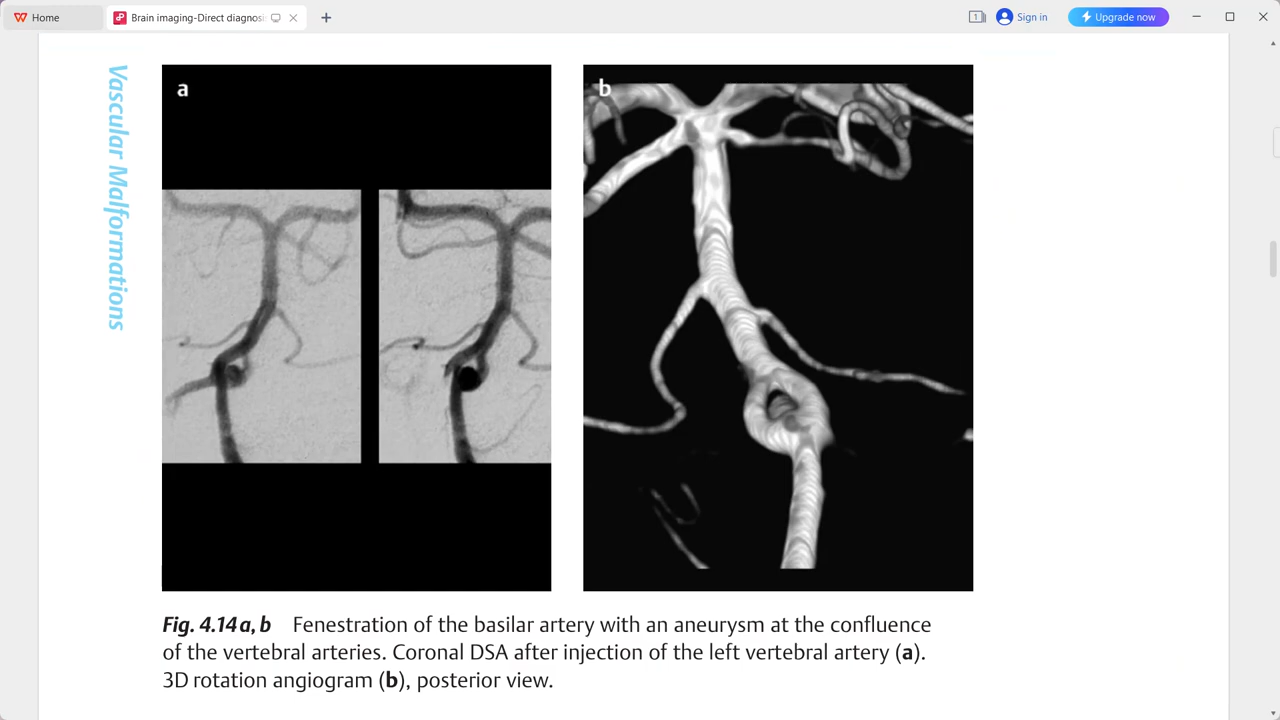 Home
Brain imaging-Direct diagnosi
1
Sign in
Upgrade now
Vascular Malformations
a
b
Fig. 4.14 a, b Fenestration of the basilar artery with an aneurysm at the confluence
of the vertebral arteries. Coronal DSA after injection of the left vertebral artery (a).
3D rotation angiogram (b), posterior view.